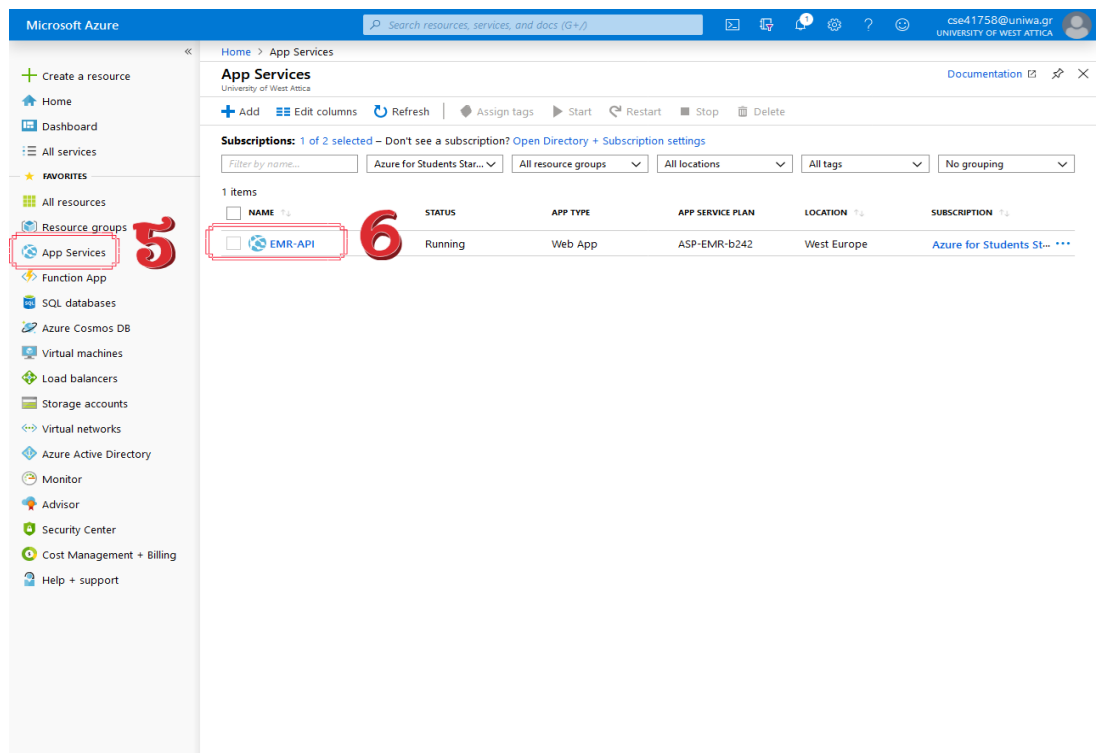 Microsoft Azure
Search resources, services, and docs (G+/)
1
cse41758@uniwa.gr
UNIVERSITY OF WEST ATTICA
«
Create a resource
Home
Dashboard
All services
FAVORITES
All resources
Resource groups
5
App Services
Function App
SQL databases
Azure Cosmos DB
Virtual machines
Load balancers
Storage accounts
Virtual networks
Azure Active Directory
Monitor
Advisor
Security Center
Cost Management + Billing
Help + support
Home > App Services
App Services
University of West Attica
Documentation
Add Edit columns Refresh Assign tags Start Restart Stop Delete
Subscriptions: 1 of 2 selected – Don't see a subscription? Open Directory + Subscription settings
Filter by name... Azure for Students Star... All resource groups All locations All tags No grouping
1 items
NAME STATUS APP TYPE APP SERVICE PLAN LOCATION SUBSCRIPTION
EMR-API 6 Running Web App ASP-EMR-b242 West Europe Azure for Students St... ...